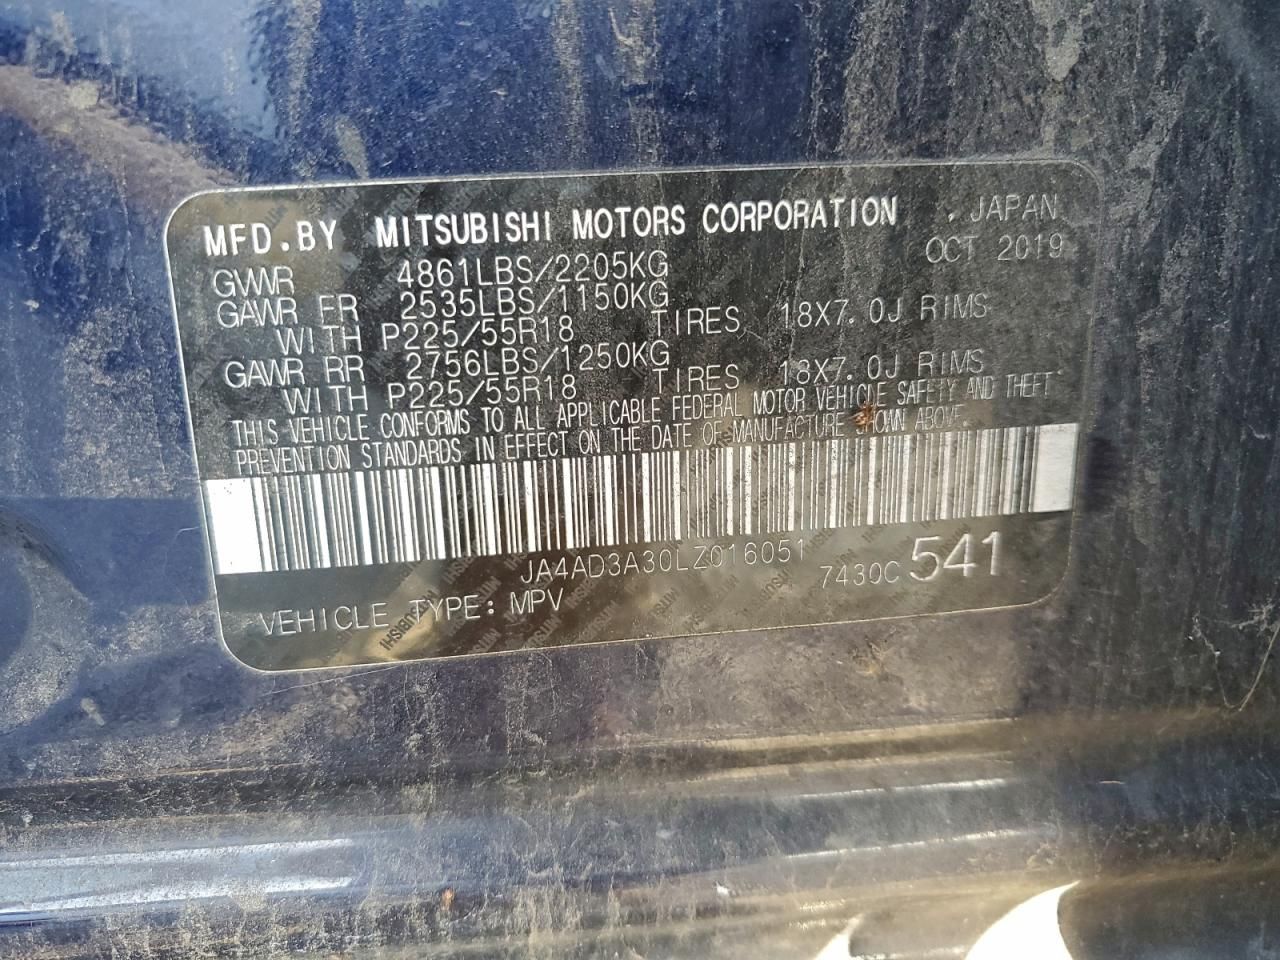 MFD.BY MITSUBISHI MOTORS CORPORATION , JAPAN
OCT 2019
GVWR 4861LBS/2205KG
GAWR FR 2535LBS/1150KG
WITH P225/55R18 TIRES, 18X7.0J RIMS
GAWR RR 2756LBS/1250KG
WITH P225/55R18 TIRES, 18X7.0J RIMS
THIS VEHICLE CONFORMS TO ALL APPLICABLE FEDERAL MOTOR VEHICLE SAFETY AND THEFT
PREVENTION STANDARDS IN EFFECT ON THE DATE OF MANUFACTURE SHOWN ABOVE.
JA4AD3A30LZ016051
7430C 541
VEHICLE TYPE: MPV